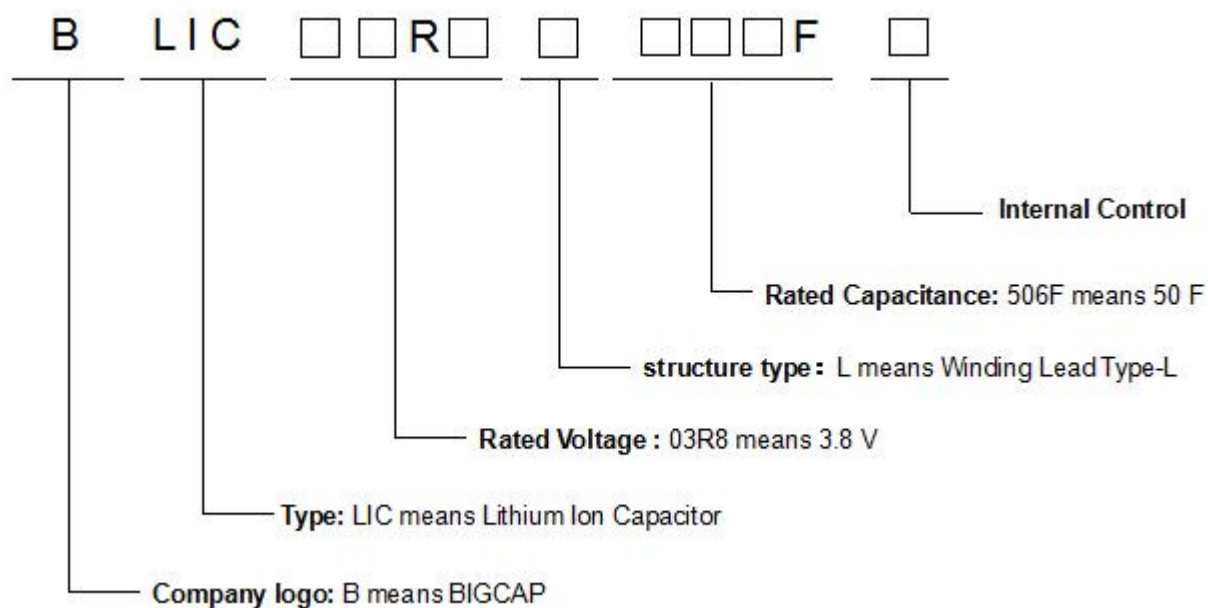 B LIC □□R□ □ □□□F □
Internal Control
Rated Capacitance: 506F means 50 F
structure type: L means Winding Lead Type-L
Rated Voltage : 03R8 means 3.8 V
Type: LIC means Lithium Ion Capacitor
Company logo: B means BIGCAP